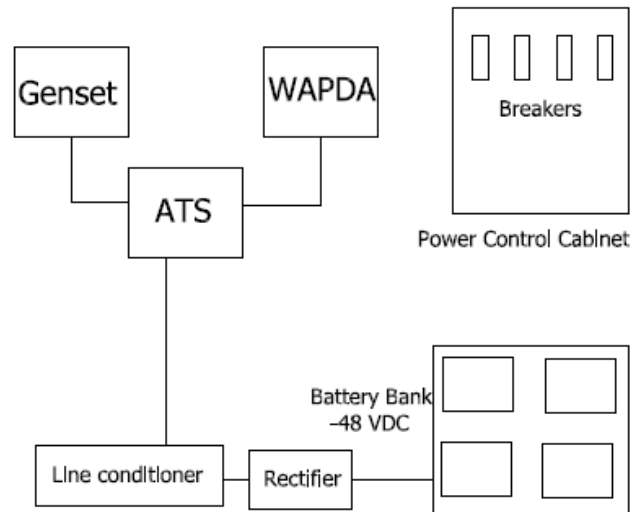 Genset
WAPDA
Breakers
ATS
Power Control Cabinet
Battery Bank
–48 VDC
Line conditioner
Rectifier